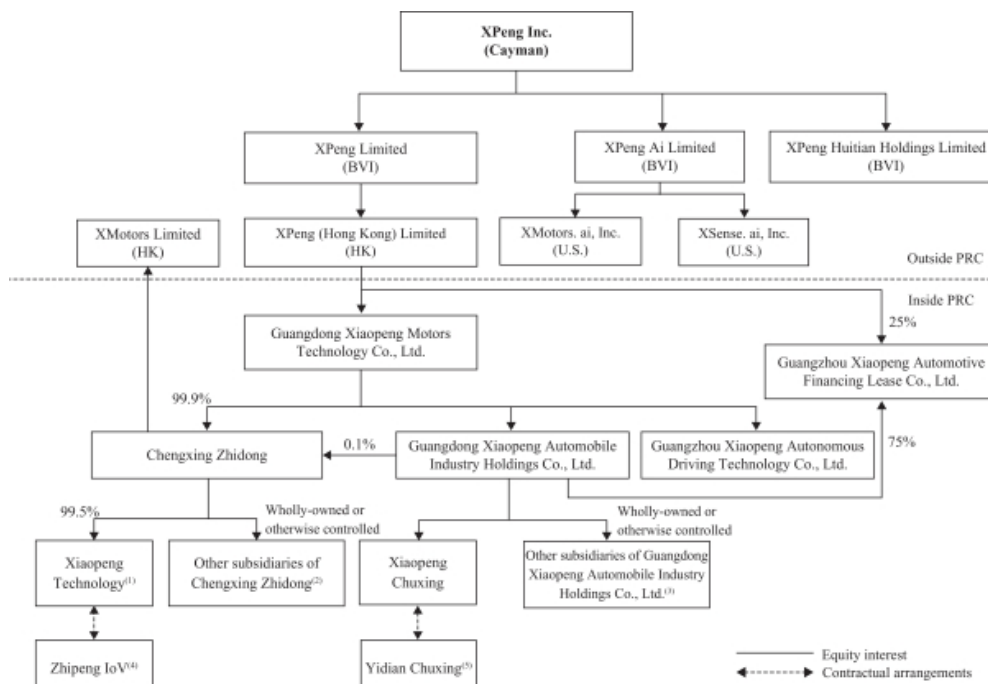 XPeng Inc.
(Cayman)
XPeng Limited
(BVI)
XPeng Ai Limited
(BVI)
XPeng Huitian Holdings Limited
(BVI)
XMotors Limited
(HK)
XPeng (Hong Kong) Limited
(HK)
XMotors. ai, Inc.
(U.S.)
XSense. ai, Inc.
(U.S.)
Outside PRC
Inside PRC
Guangdong Xiaopeng Motors
Technology Co., Ltd.
25%
Guangzhou Xiaopeng Automotive
Financing Lease Co., Ltd.
99.9%
75%
Chengxing Zhidong
0.1%
Guangdong Xiaopeng Automobile
Industry Holdings Co., Ltd.
Guangzhou Xiaopeng Autonomous
Driving Technology Co., Ltd.
99.5%
Wholly-owned or
otherwise controlled
Wholly-owned or
otherwise controlled
Xiaopeng
Technology(1)
Other subsidiaries of
Chengxing Zhidong(2)
Xiaopeng
Chuxing
Other subsidiaries of Guangdong
Xiaopeng Automobile Industry
Holdings Co., Ltd.(3)
Zhipeng IoV(4)
Yidian Chuxing(5)
Equity interest
Contractual arrangements